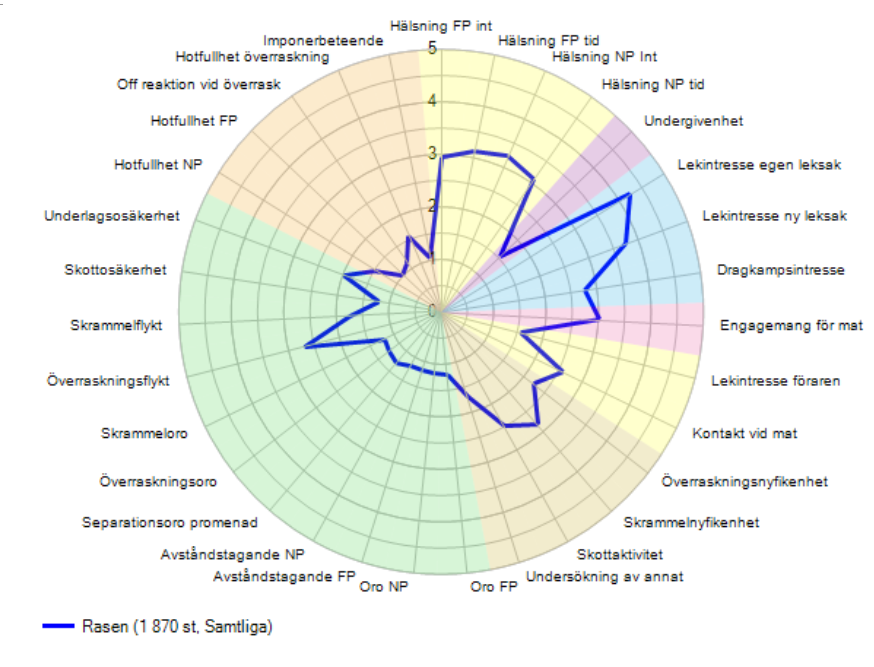 Hälsning FP int
Hälsning FP tid
Hälsning NP Int
Hälsning NP tid
Undergivenhet
Lekintresse egen leksak
Lekintresse ny leksak
Dragkampsintresse
Engagemang för mat
Lekintresse föraren
Kontakt vid mat
Överraskningsnyfikenhet
Skrammelnyfikenhet
Skottaktivitet
Undersökning av annat
Oro FP
Oro NP
Avståndstagande FP
Avståndstagande NP
Separationsoro promenad
Överraskningsoro
Skrammeloro
Överraskningsflykt
Skrammelflykt
Skottosäkerhet
Underlagsosäkerhet
Hotfullhet NP
Hotfullhet FP
Off reaktion vid överrask
Hotfullhet överraskning
Imponerbeteende
5
4
3
2
1
0
Rasen (1 870 st, Samtliga)